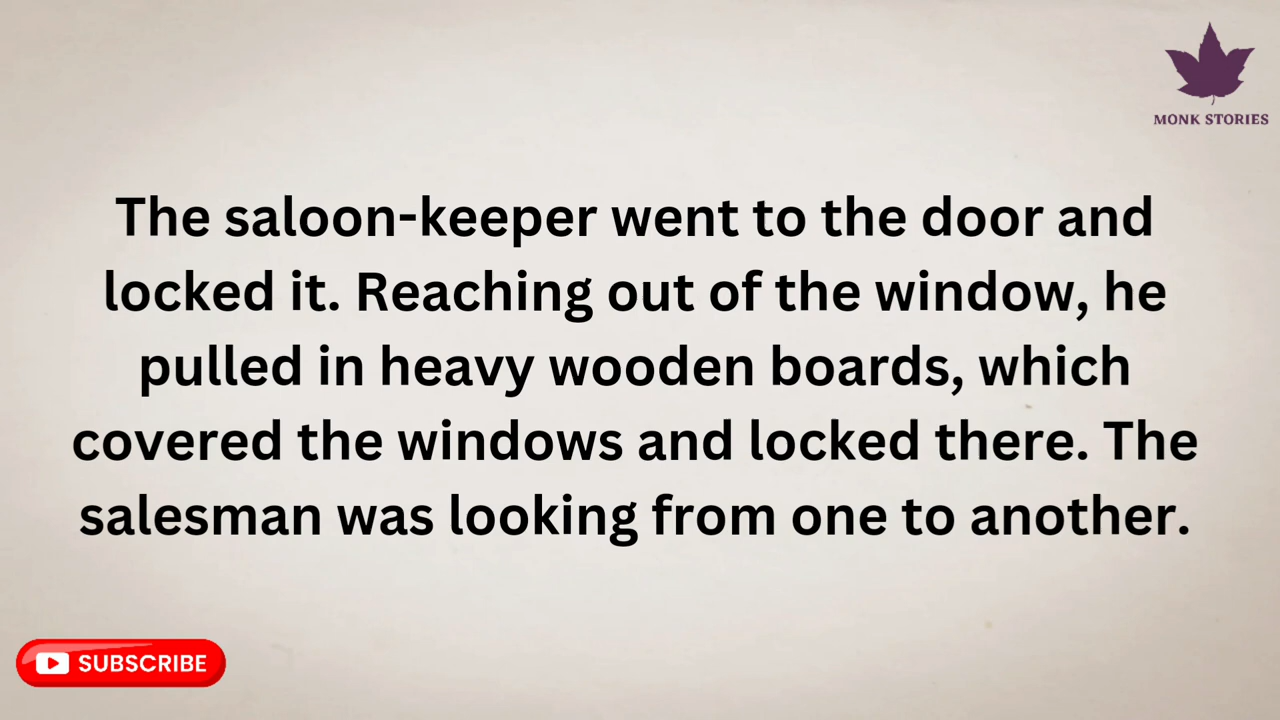 MONK STORIES
The saloon-keeper went to the door and
locked it. Reaching out of the window, he
pulled in heavy wooden boards, which
covered the windows and locked there. The
salesman was looking from one to another.
SUBSCRIBE